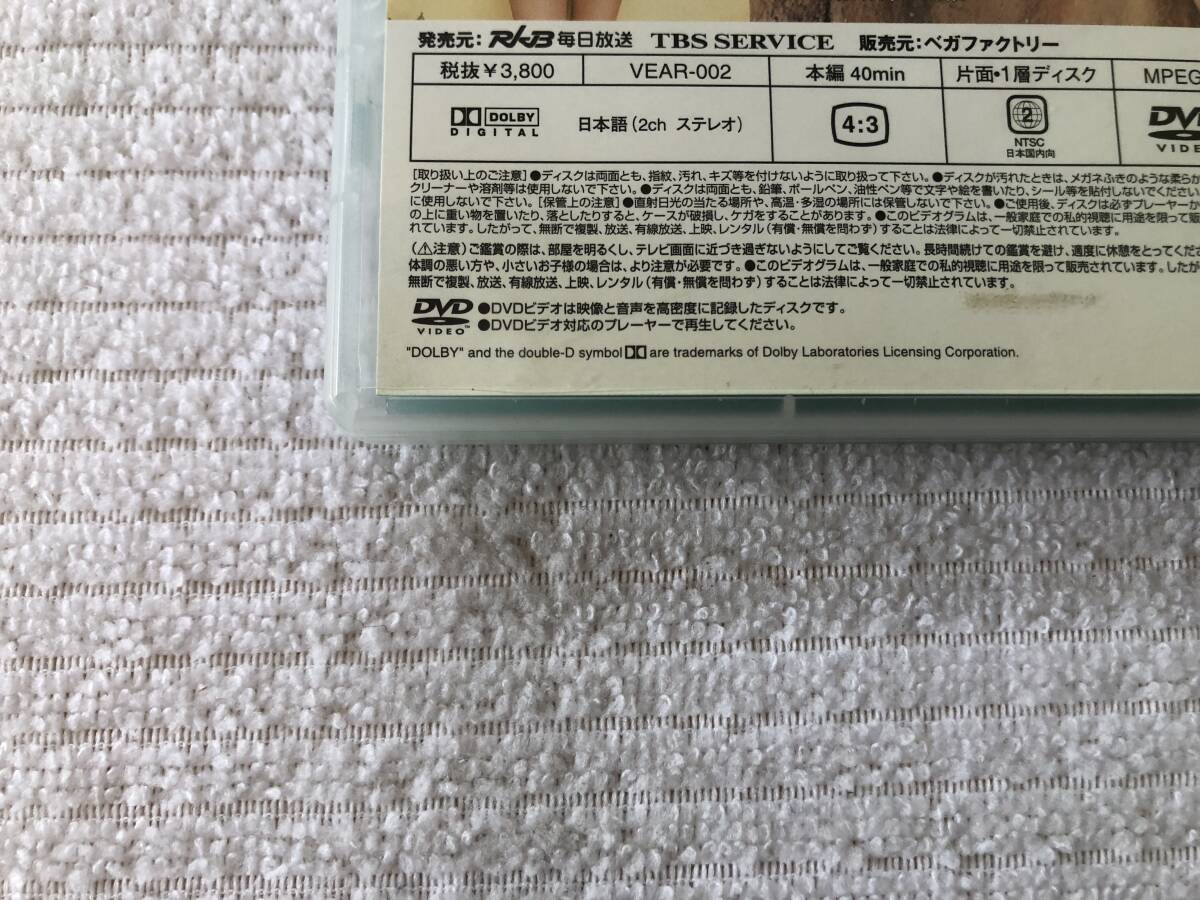 発売元：RKB毎日放送 TBS SERVICE 販売元：ベガファクトリー
税抜￥3,800 VEAR-002 本編 40min 片面・1層ディスク MPEG
DOLBY DIGITAL 日本語（2ch ステレオ） 4:3 2 NTSC 日本国内向 DVD VIDEO
［取り扱い上のご注意］●ディスクは両面とも、指紋、汚れ、キズ等を付けないように取り扱って下さい。●ディスクが汚れたときは、メガネふきのような柔らか
クリーナーや溶剤等は使用しないで下さい。●ディスクは両面とも、鉛筆、ボールペン、油性ペン等で文字や絵を書いたり、シール等を貼付しないでください
に使用しないで下さい。［保管上の注意］●直射日光の当たる場所や、高温・多湿の場所には保管しないで下さい。●ご使用後、ディスクは必ずプレーヤーか
の上に重い物を置いたり、落としたりすると、ケースが破損し、ケガをすることがあります。●このビデオグラムは、一般家庭での私的視聴に用途を限って販
れています。したがって、無断で複製、放送、有線放送、上映、レンタル（有償・無償を問わず）することは法律によって一切禁止されています。
（⚠注意）ご鑑賞の際は、部屋を明るくし、テレビ画面に近づき過ぎないようにしてご覧ください。長時間続けての鑑賞を避け、適度に休憩をとってくださ
体調の悪い方や、小さいお子様の場合は、より注意が必要です。●このビデオグラムは、一般家庭での私的視聴に用途を限って販売されています。したが
無断で複製、放送、有線放送、上映、レンタル（有償・無償を問わず）することは法律によって一切禁止されています。
DVD VIDEO ●DVDビデオは映像と音声を高密度に記録したディスクです。
●DVDビデオ対応のプレーヤーで再生してください。
"DOLBY" and the double-D symbol are trademarks of Dolby Laboratories Licensing Corporation.